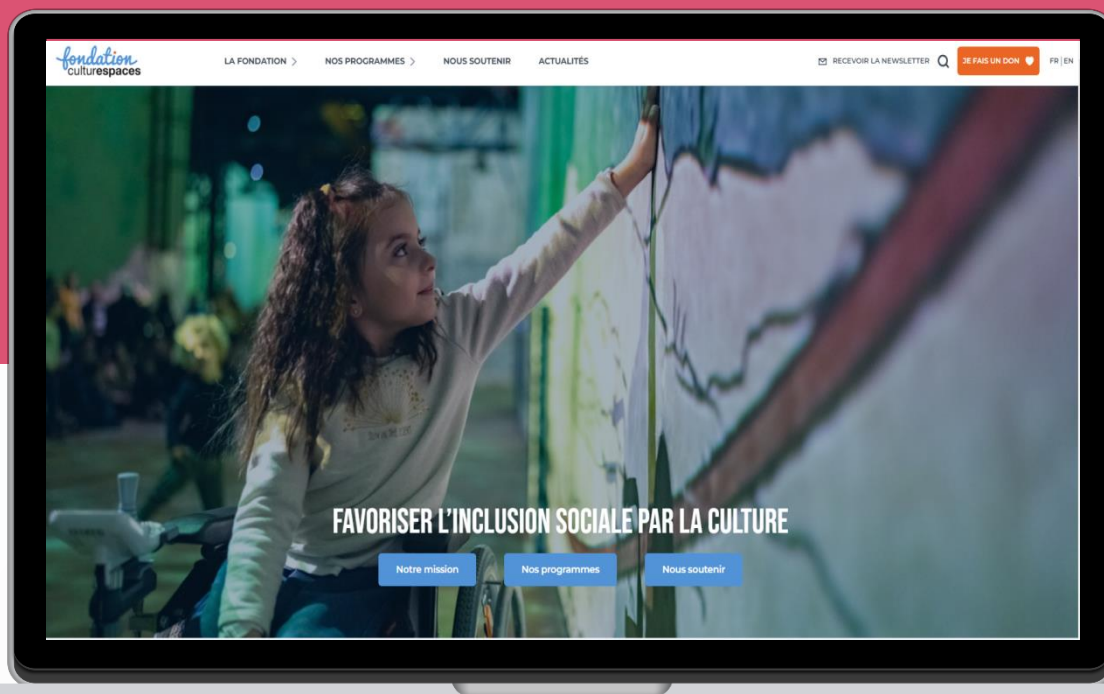 fondation
culturespaces
LA FONDATION >
NOS PROGRAMMES >
NOUS SOUTENIR
ACTUALITÉS
RECEVOIR LA NEWSLETTER
JE FAIS UN DON
FR|EN
FAVORISER L'INCLUSION SOCIALE PAR LA CULTURE
Notre mission
Nos programmes
Nous soutenir